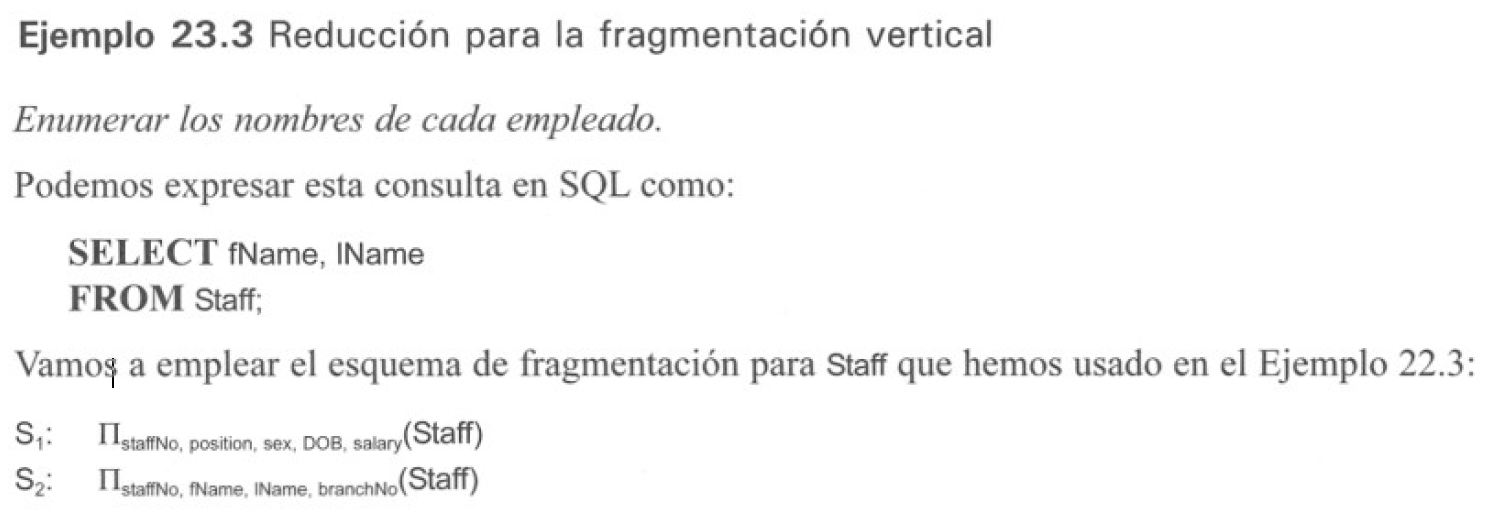 Ejemplo 23.3 Reducción para la fragmentación vertical
Enumerar los nombres de cada empleado.
Podemos expresar esta consulta en SQL como:
SELECT fName, lName
FROM Staff;
Vamos a emplear el esquema de fragmentación para Staff que hemos usado en el Ejemplo 22.3:
S₁: Π staffNo, position, sex, DOB, salary(Staff)
S₂: Π staffNo, fName, lName, branchNo(Staff)